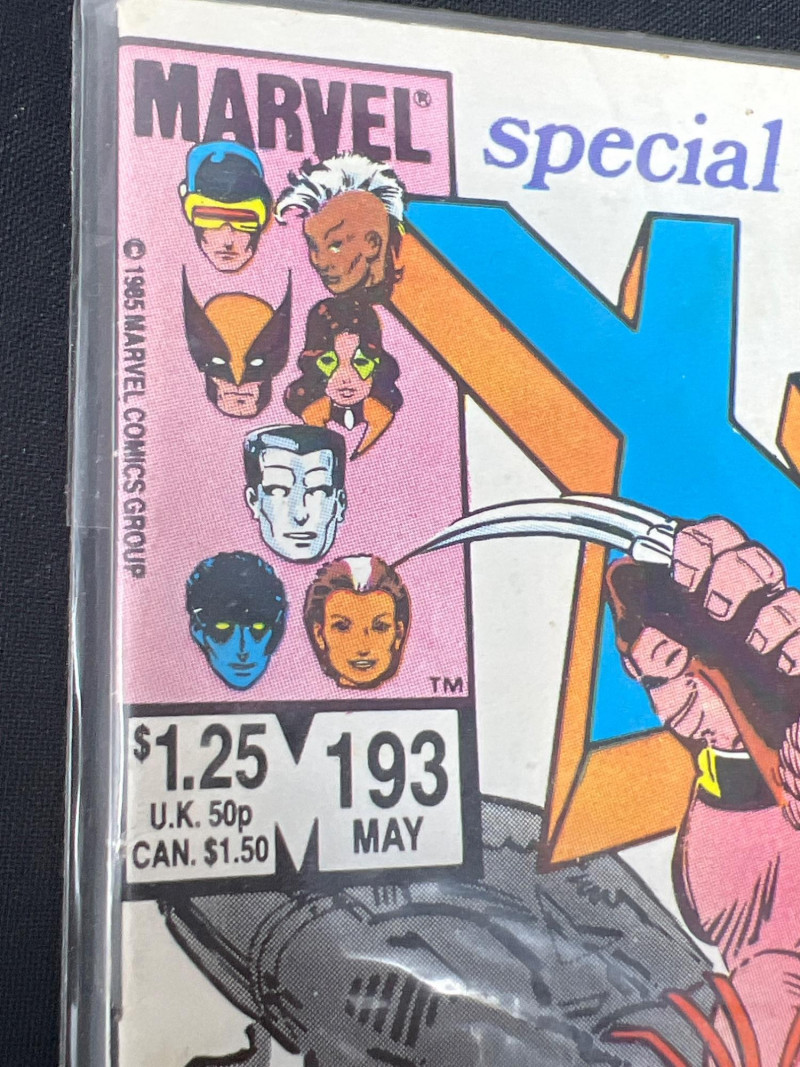 MARVEL®
special
© 1985 MARVEL COMICS GROUP
X
TM
$1.25
U.K. 50p
CAN. $1.50
193
MAY